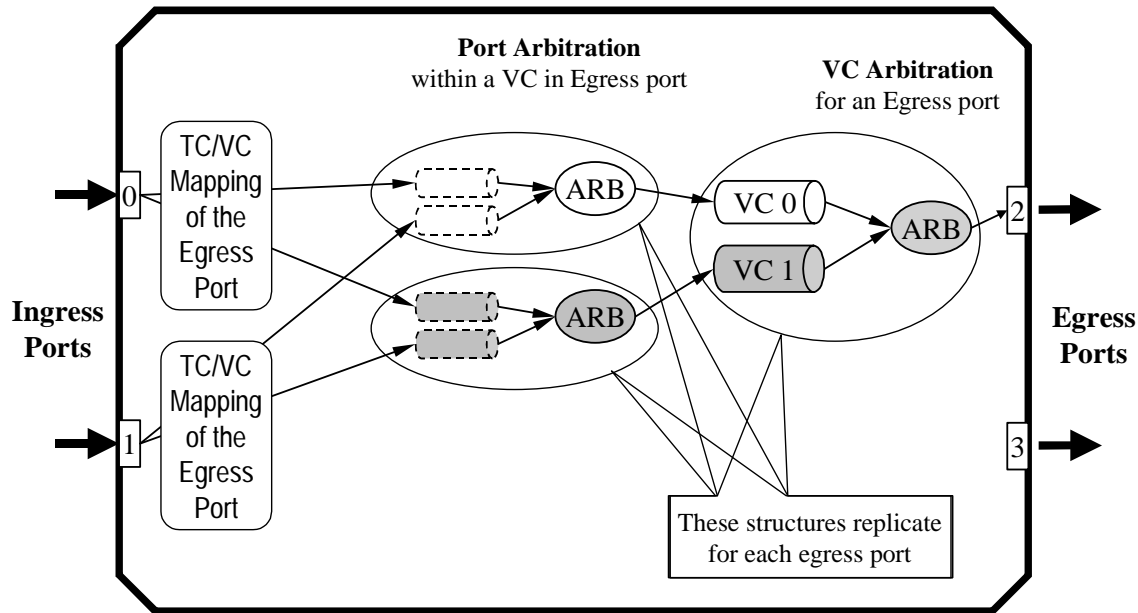 Port Arbitration
within a VC in Egress port
VC Arbitration
for an Egress port
TC/VC
Mapping
of the
Egress
Port
0
ARB
VC 0
ARB
2
VC 1
ARB
Ingress
Ports
Egress
Ports
TC/VC
Mapping
of the
Egress
Port
1
3
These structures replicate
for each egress port